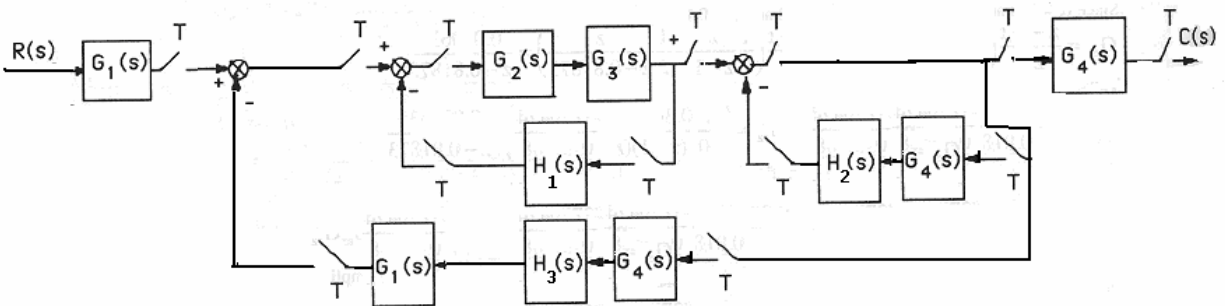 R(s) G₁(s) T + + - T + - T G₂(s) G₃(s) + T - T T G₄(s) T C(s)
T H₁(s) T T H₂(s) G₄(s) T
T G₁(s) H₃(s) G₄(s) T